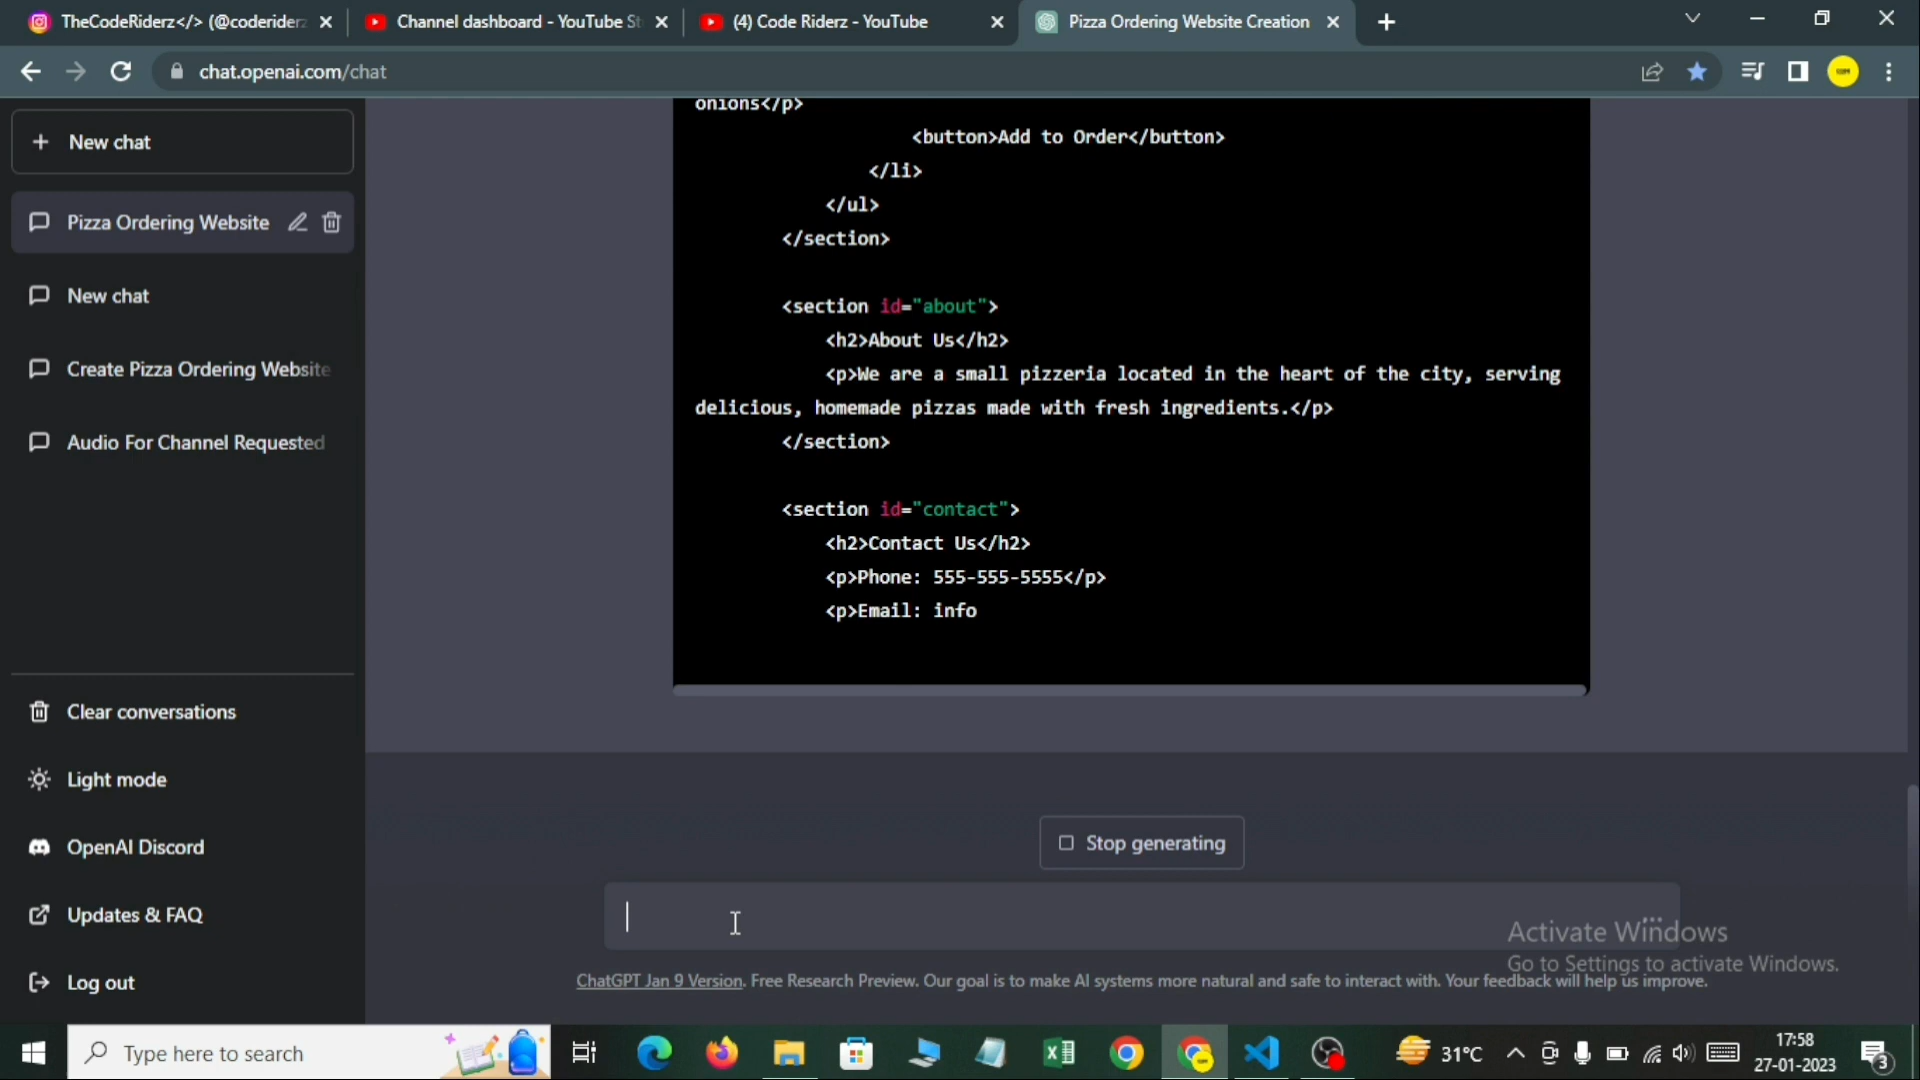 TheCodeRiderz</> (@coderiderz
Channel dashboard - YouTube St
(4) Code Riderz - YouTube
Pizza Ordering Website Creation
chat.openai.com/chat
New chat
Pizza Ordering Website
New chat
Create Pizza Ordering Website
Audio For Channel Requested
Clear conversations
Light mode
OpenAI Discord
Updates & FAQ
Log out
onions</p>
<button>Add to Order</button>
</li>
</ul>
</section>
<section id="about">
<h2>About Us</h2>
<p>We are a small pizzeria located in the heart of the city, serving
delicious, homemade pizzas made with fresh ingredients.</p>
</section>
<section id="contact">
<h2>Contact Us</h2>
<p>Phone: 555-555-5555</p>
<p>Email: info
Stop generating
Activate Windows
Go to Settings to activate Windows.
ChatGPT Jan 9 Version. Free Research Preview. Our goal is to make AI systems more natural and safe to interact with. Your feedback will help us improve.
Type here to search
31°C
17:58
27-01-2023
3